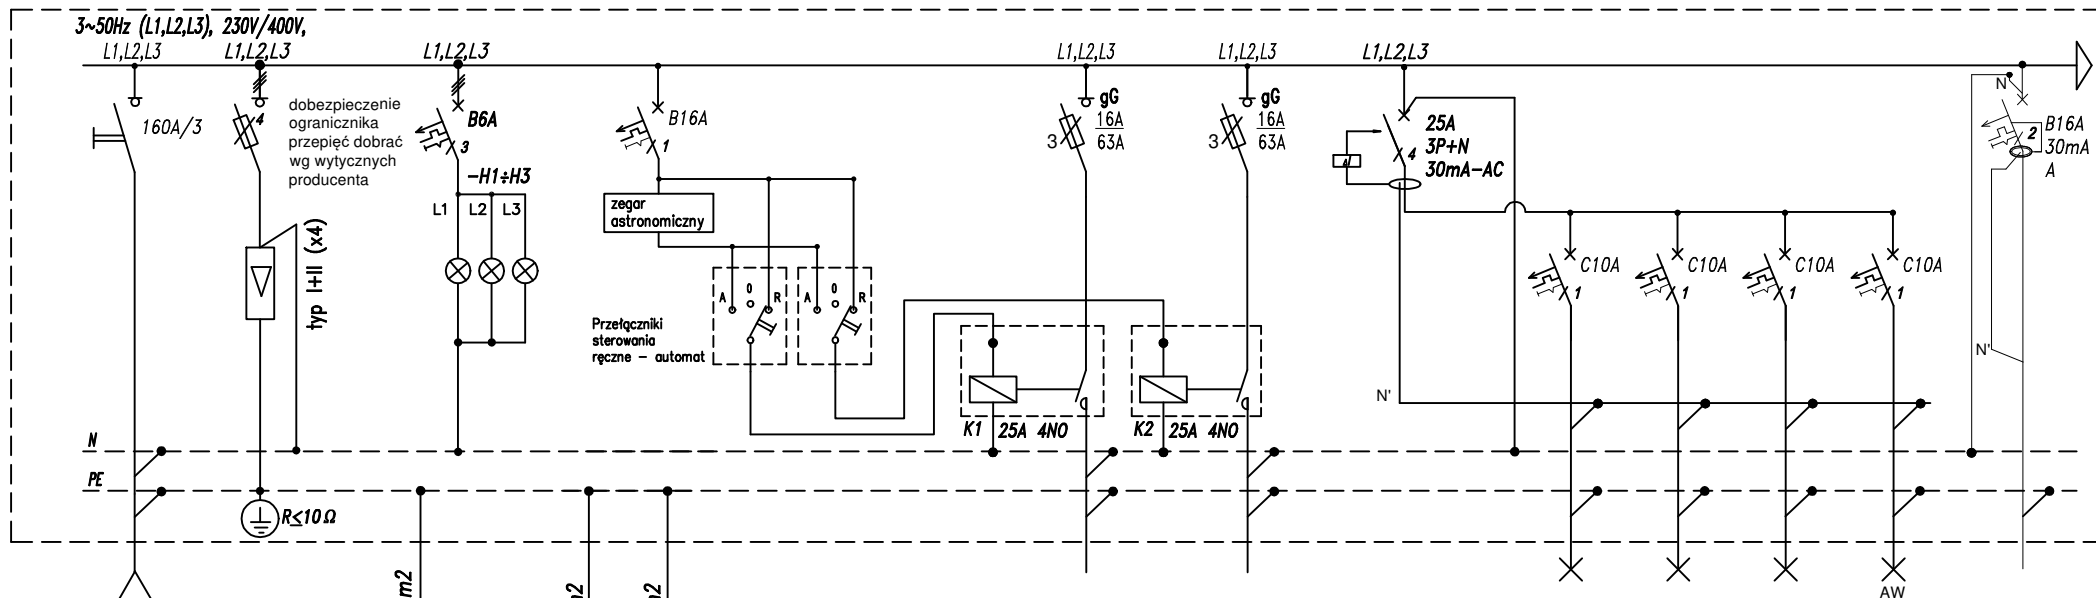 3~50Hz (L1,L2,L3), 230V/400V,
L1,L2,L3
L1,L2,L3
L1,L2,L3
L1,L2,L3
L1,L2,L3
L1,L2,L3
160A/3
4
dobezpieczenie
ogranicznika
przepięć dobrać
wg wytycznych
producenta
typ I+II (x4)
R≤10Ω
B6A
3
-H1÷H3
L1
L2
L3
B16A
1
zegar
astronomiczny
A
0
R
A
0
R
Przełączniki
sterowania
ręczne - automat
gG
16A
63A
3
gG
16A
63A
3
K1
25A 4NO
K2
25A 4NO
25A
3P+N
30mA-AC
4
N'
C10A
1
C10A
1
C10A
1
C10A
1
N
B16A
2
30mA
A
N'
N
PE
m2
m2
m2
AW